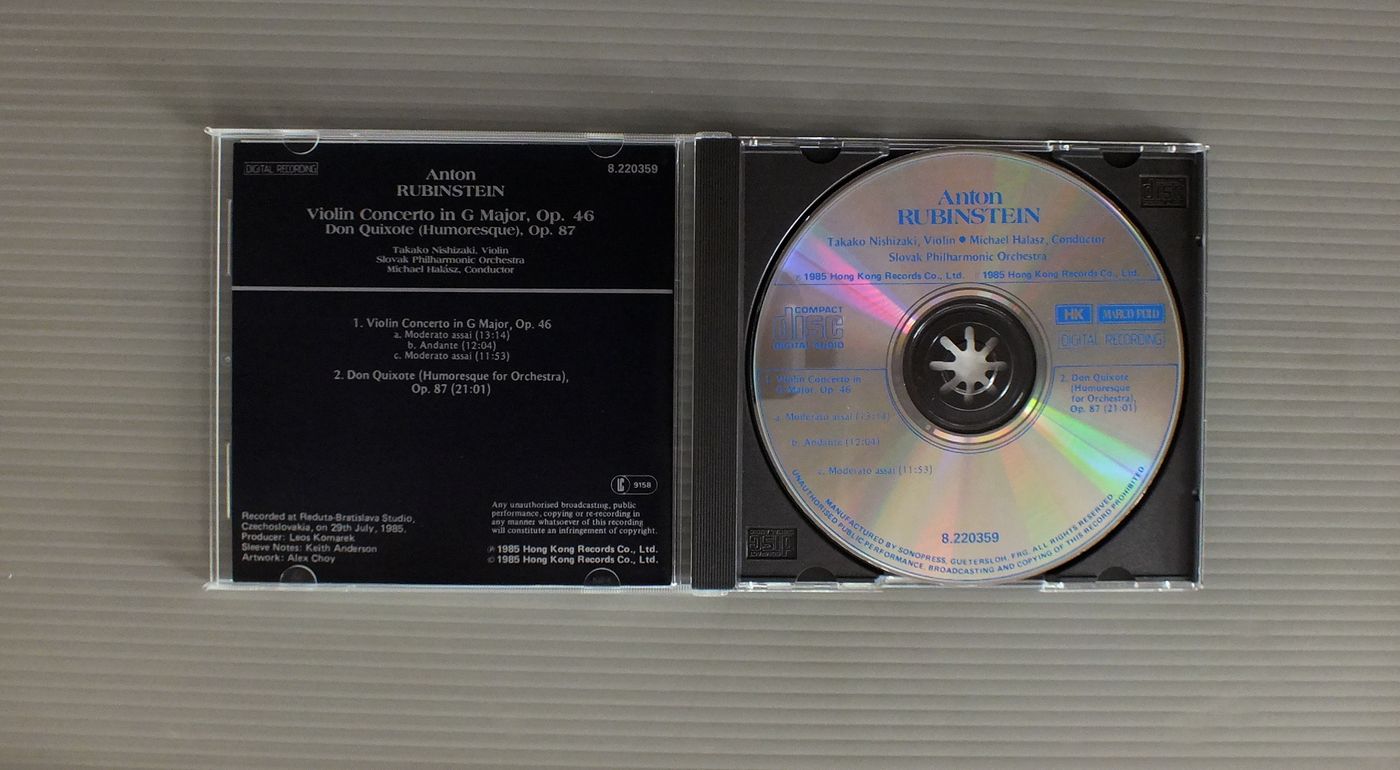 DIGITAL RECORDING
8.220359
Anton
RUBINSTEIN
Violin Concerto in G Major, Op. 46
Don Quixote (Humoresque), Op. 87
Takako Nishizaki, Violin
Slovak Philharmonic Orchestra
Michael Halász, Conductor
1. Violin Concerto in G Major, Op. 46
a. Moderato assai (13:14)
b. Andante (12:04)
c. Moderato assai (11:53)
2. Don Quixote (Humoresque for Orchestra),
Op. 87 (21:01)
LC 9158
Recorded at Reduta-Bratislava Studio,
Czechoslovakia, on 29th July, 1985.
Producer: Leos Komarek
Sleeve Notes: Keith Anderson
Artwork: Alex Choy
Any unauthorised broadcasting, public
performance, copying or re-recording in
any manner whatsoever of this recording
will constitute an infringement of copyright.
℗ 1985 Hong Kong Records Co., Ltd.
© 1985 Hong Kong Records Co., Ltd.
Anton
RUBINSTEIN
Takako Nishizaki, Violin ● Michael Halasz, Conductor
Slovak Philharmonic Orchestra
℗ 1985 Hong Kong Records Co., Ltd. 1985 Hong Kong Records Co., Ltd.
COMPACT
disc
DIGITAL AUDIO
HK MARCO POLO
DIGITAL RECORDING
1. Violin Concerto in
G Major, Op. 46
a. Moderato assai (13:14)
b. Andante (12:04)
c. Moderato assai (11:53)
2. Don Quixote
(Humoresque
for Orchestra),
Op. 87 (21:01)
8.220359
MANUFACTURED BY SONOPRESS, GUETERSLOH, FRG. ALL RIGHTS RESERVED
UNAUTHORISED PUBLIC PERFORMANCE, BROADCASTING AND COPYING OF THIS RECORD PROHIBITED
disc
disc